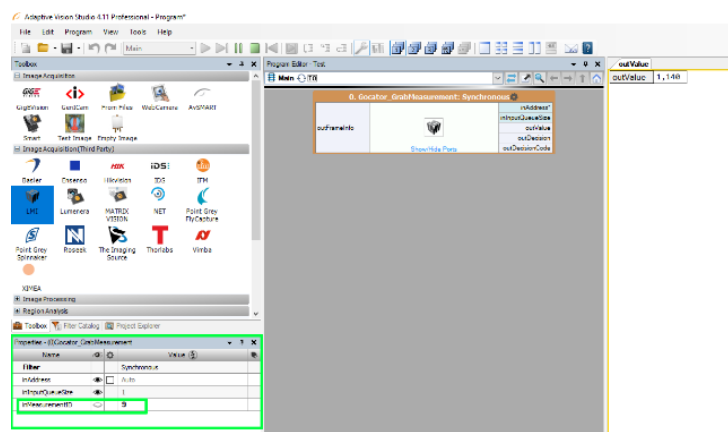 Adaptive Vision Studio 4.11 Professional - Program*
File Edit Program View Tools Help
Main
Toolbox
Program Editor - Test
outValue
Image Acquisition
Main
outValue 1,140
GigEVision GenICam From Files WebCamera AvSMART
0. Gocator_GrabMeasurement: Synchronous
inAddress*
inInputQueueSize
outFrameInfo
outValue
outDecision
Show/Hide Ports
outDecisionCode
Smart Test Image Empty Image
Image Acquisition(Third Party)
Basler Ensenso Hikvision IDS IFM
LMI Lumenera MATRIX VISION NET Point Grey FlyCapture
Point Grey Spinnaker Roseek The Imaging Source Thorlabs Vimba
XIMEA
Image Processing
Region Analysis
Toolbox Filter Catalog Project Explorer
Properties - (0)Gocator_GrabMeasurement
Name Value
Filter Synchronous
inAddress Auto
inInputQueueSize 1
inMeasurementID